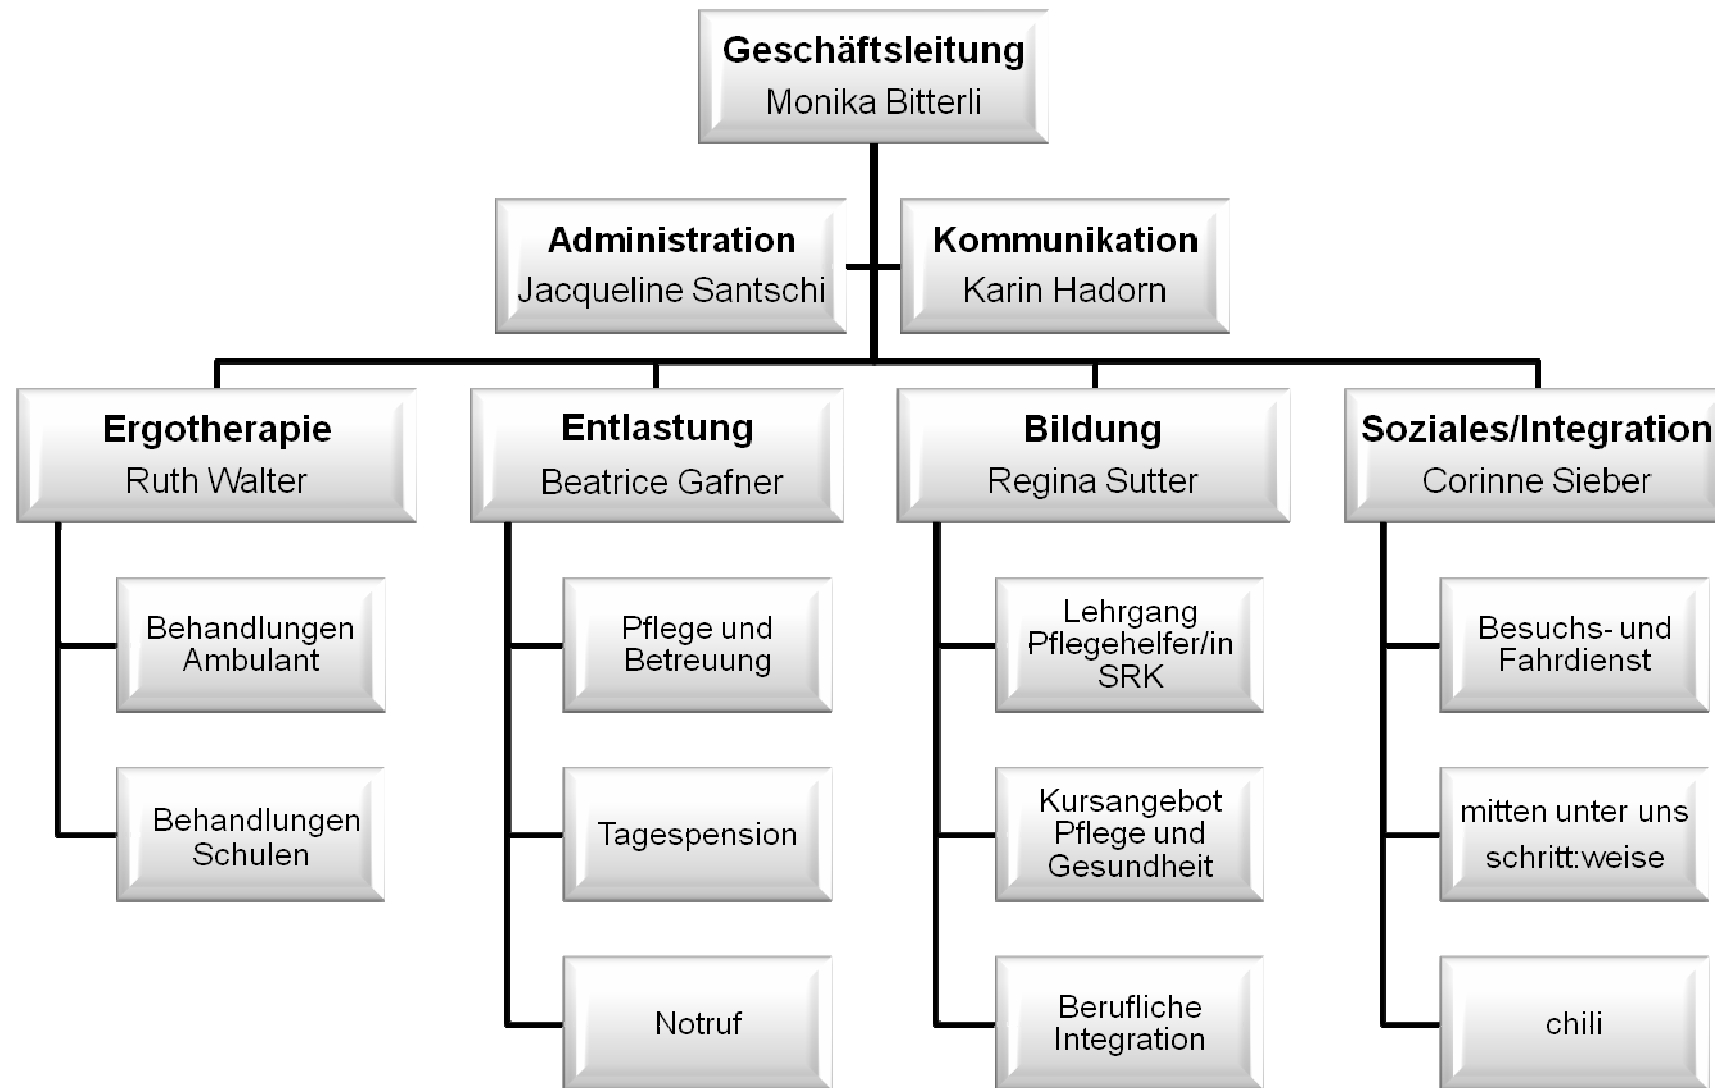 Geschäftsleitung
Monika Bitterli
Administration
Jacqueline Santschi
Kommunikation
Karin Hadorn
Ergotherapie
Ruth Walter
Entlastung
Beatrice Gafner
Bildung
Regina Sutter
Soziales/Integration
Corinne Sieber
Behandlungen
Ambulant
Behandlungen
Schulen
Pflege und
Betreuung
Tagespension
Notruf
Lehrgang
Pflegehelfer/in
SRK
Kursangebot
Pflege und
Gesundheit
Berufliche
Integration
Besuchs- und
Fahrdienst
mitten unter uns
schritt:weise
chili